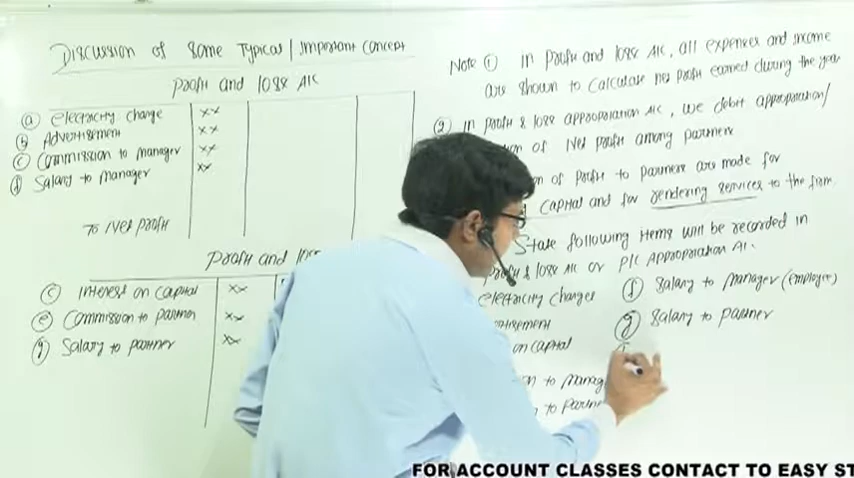 Discussion of Some Typical | Important Concept
Profit and loss A/C
(a) Electricity charge xx
(b) Advertisement xx
(c) Commission to manager xx
(f) Salary to manager xx
To Net profit
Profit and loss
(c) Interest on capital xx
(e) Commission to partner xx
(g) Salary to partner xx
Note (1) In Profit and loss A/C, all expenses and income
are shown to calculate net profit earned during the year
(2) In profit & loss appropriation A/C, we debit appropriation/
of Net profit among partners
of profit to partners are made for
capital and for rendering services to the firm
State following items will be recorded in
profit & loss A/C or P/L Appropriation A/C.
electricity charges
on capital
to manag
to partn
(f) Salary to manager (employee)
(g) Salary to partner
FOR ACCOUNT CLASSES CONTACT TO EASY ST